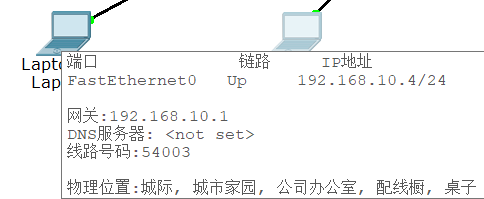 Lapto
Lap
端口 链路 IP地址
FastEthernet0 Up 192.168.10.4/24
网关:192.168.10.1
DNS服务器: <not set>
线路号码:54003
物理位置:城际, 城市家园, 公司办公室, 配线橱, 桌子